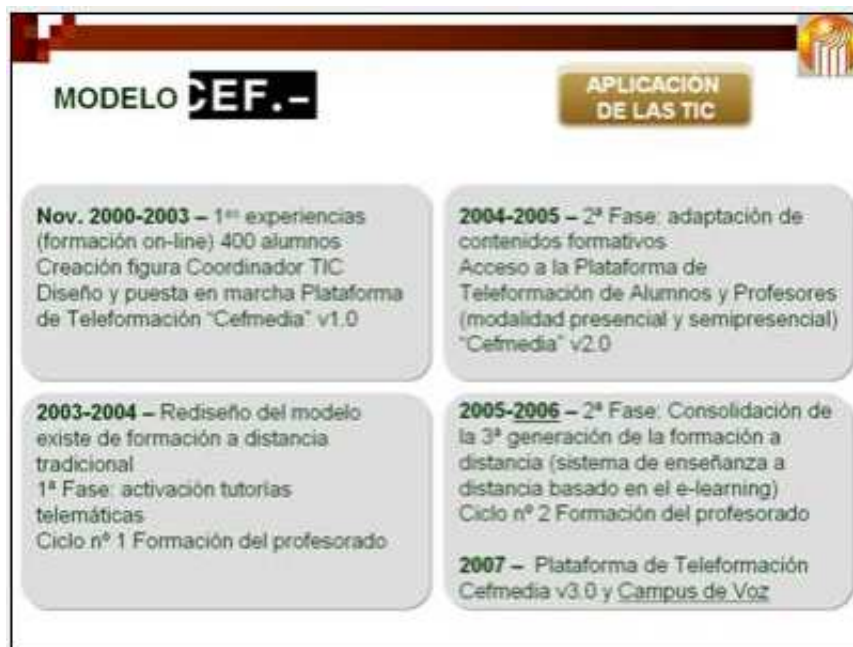 MODELO CEF.-
APLICACIÓN
DE LAS TIC
Nov. 2000-2003 – 1ᵃˢ experiencias
(formación on-line) 400 alumnos
Creación figura Coordinador TIC
Diseño y puesta en marcha Plataforma
de Teleformación “Cefmedia” v1.0
2003-2004 – Rediseño del modelo
existe de formación a distancia
tradicional
1ª Fase: activación tutorías
telemáticas
Ciclo nº 1 Formación del profesorado
2004-2005 – 2ª Fase: adaptación de
contenidos formativos
Acceso a la Plataforma de
Teleformación de Alumnos y Profesores
(modalidad presencial y semipresencial)
“Cefmedia” v2.0
2005-2006 – 2ª Fase: Consolidación de
la 3ª generación de la formación a
distancia (sistema de enseñanza a
distancia basado en el e-learning)
Ciclo nº 2 Formación del profesorado
2007 – Plataforma de Teleformación
Cefmedia v3.0 y Campus de Voz